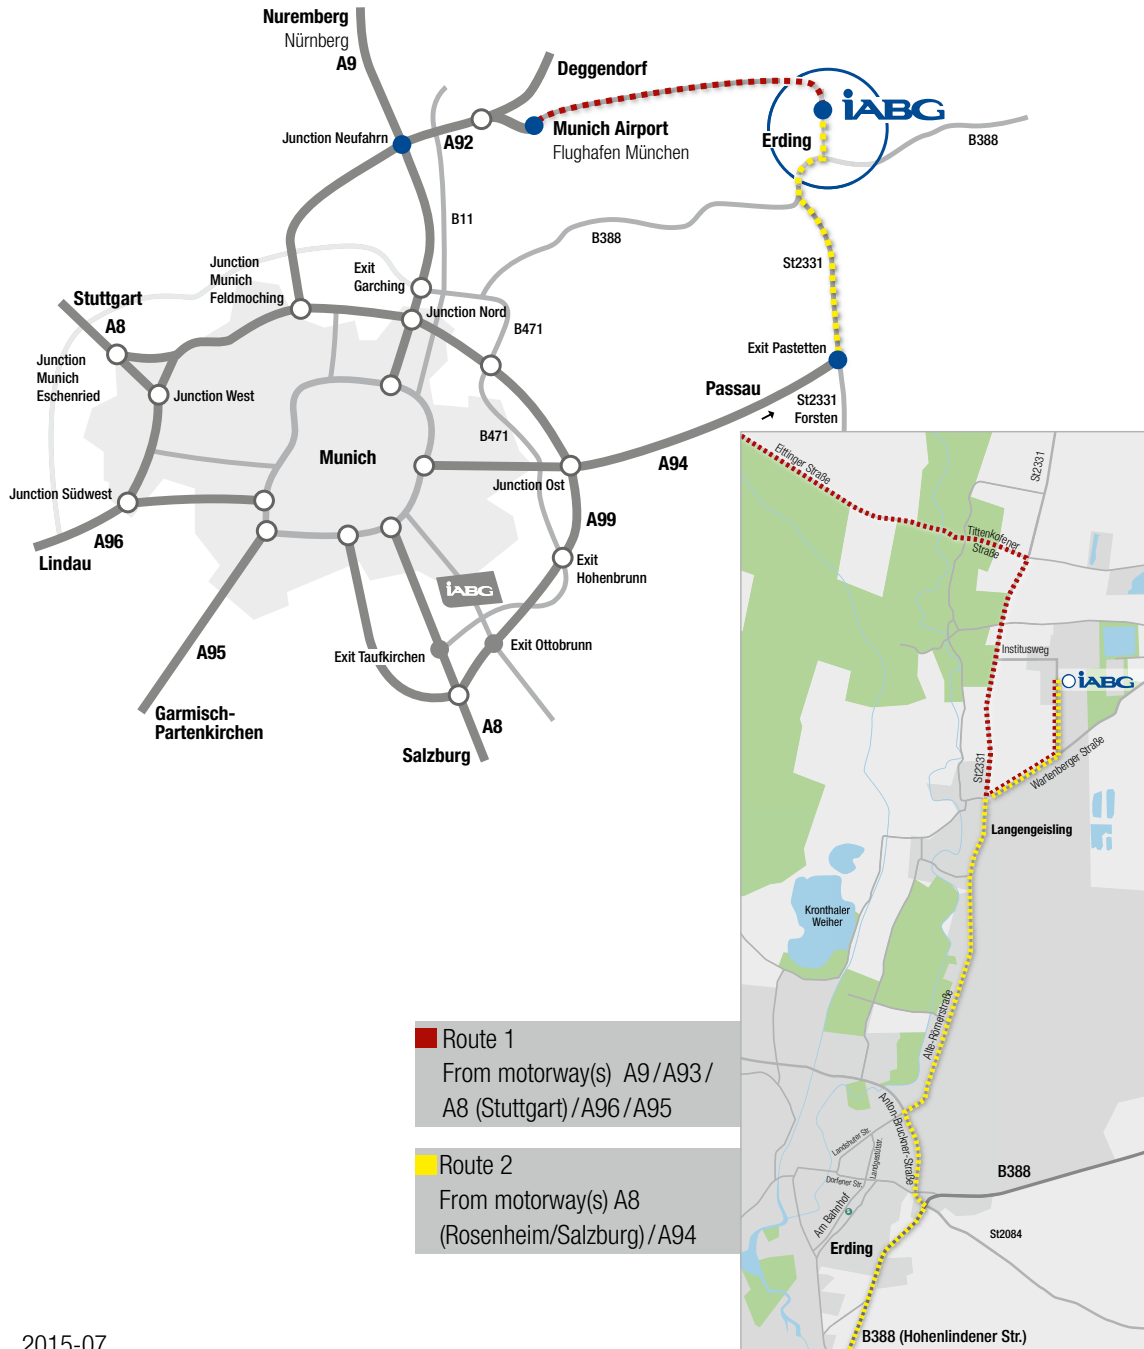 Nuremberg
Nürnberg
A9
Deggendorf
Junction Neufahrn
A92
Munich Airport
Flughafen München
Erding
iABG
B388
B11
B388
St2331
Junction
Munich
Feldmoching
Exit
Garching
Stuttgart
A8
Junction Nord
B471
Junction
Munich
Eschenried
Junction West
Exit Pastetten
Passau
St2331
Forsten
B471
Munich
A94
Junction Ost
Junction Südwest
A96
Lindau
A99
Exit
Hohenbrunn
iABG
Exit Ottobrunn
Exit Taufkirchen
A95
Garmisch-
Partenkirchen
A8
Salzburg
Eittinger Straße
St2331
Tittenkofener
Straße
Institusweg
iABG
Wartenberger Straße
St2331
Langengeisling
Kronthaler
Weiher
Alte-Römerstraße
Anton-Bruckner-Straße
Landshuter Str.
Landgestütstr.
Dorfener Str.
Am Bahnhof
B388
St2084
Erding
B388 (Hohenlindener Str.)
Route 1
From motorway(s) A9/A93/
A8 (Stuttgart)/A96/A95
Route 2
From motorway(s) A8
(Rosenheim/Salzburg)/A94
2015-07